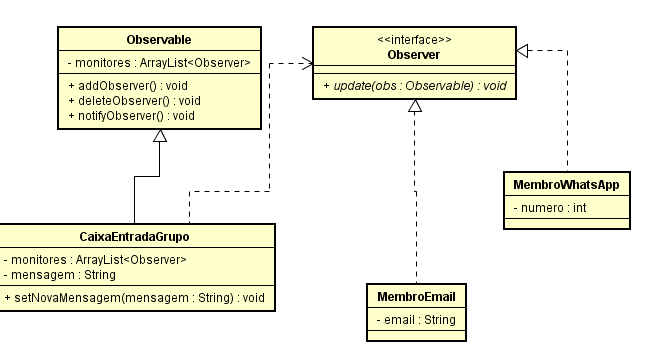 Observable
- monitores : ArrayList<Observer>
+ addObserver() : void
+ deleteObserver() : void
+ notifyObserver() : void
<<interface>>
Observer
+ update(obs : Observable) : void
MembroWhatsApp
- numero : int
CaixaEntradaGrupo
- monitores : ArrayList<Observer>
- mensagem : String
+ setNovaMensagem(mensagem : String) : void
MembroEmail
- email : String